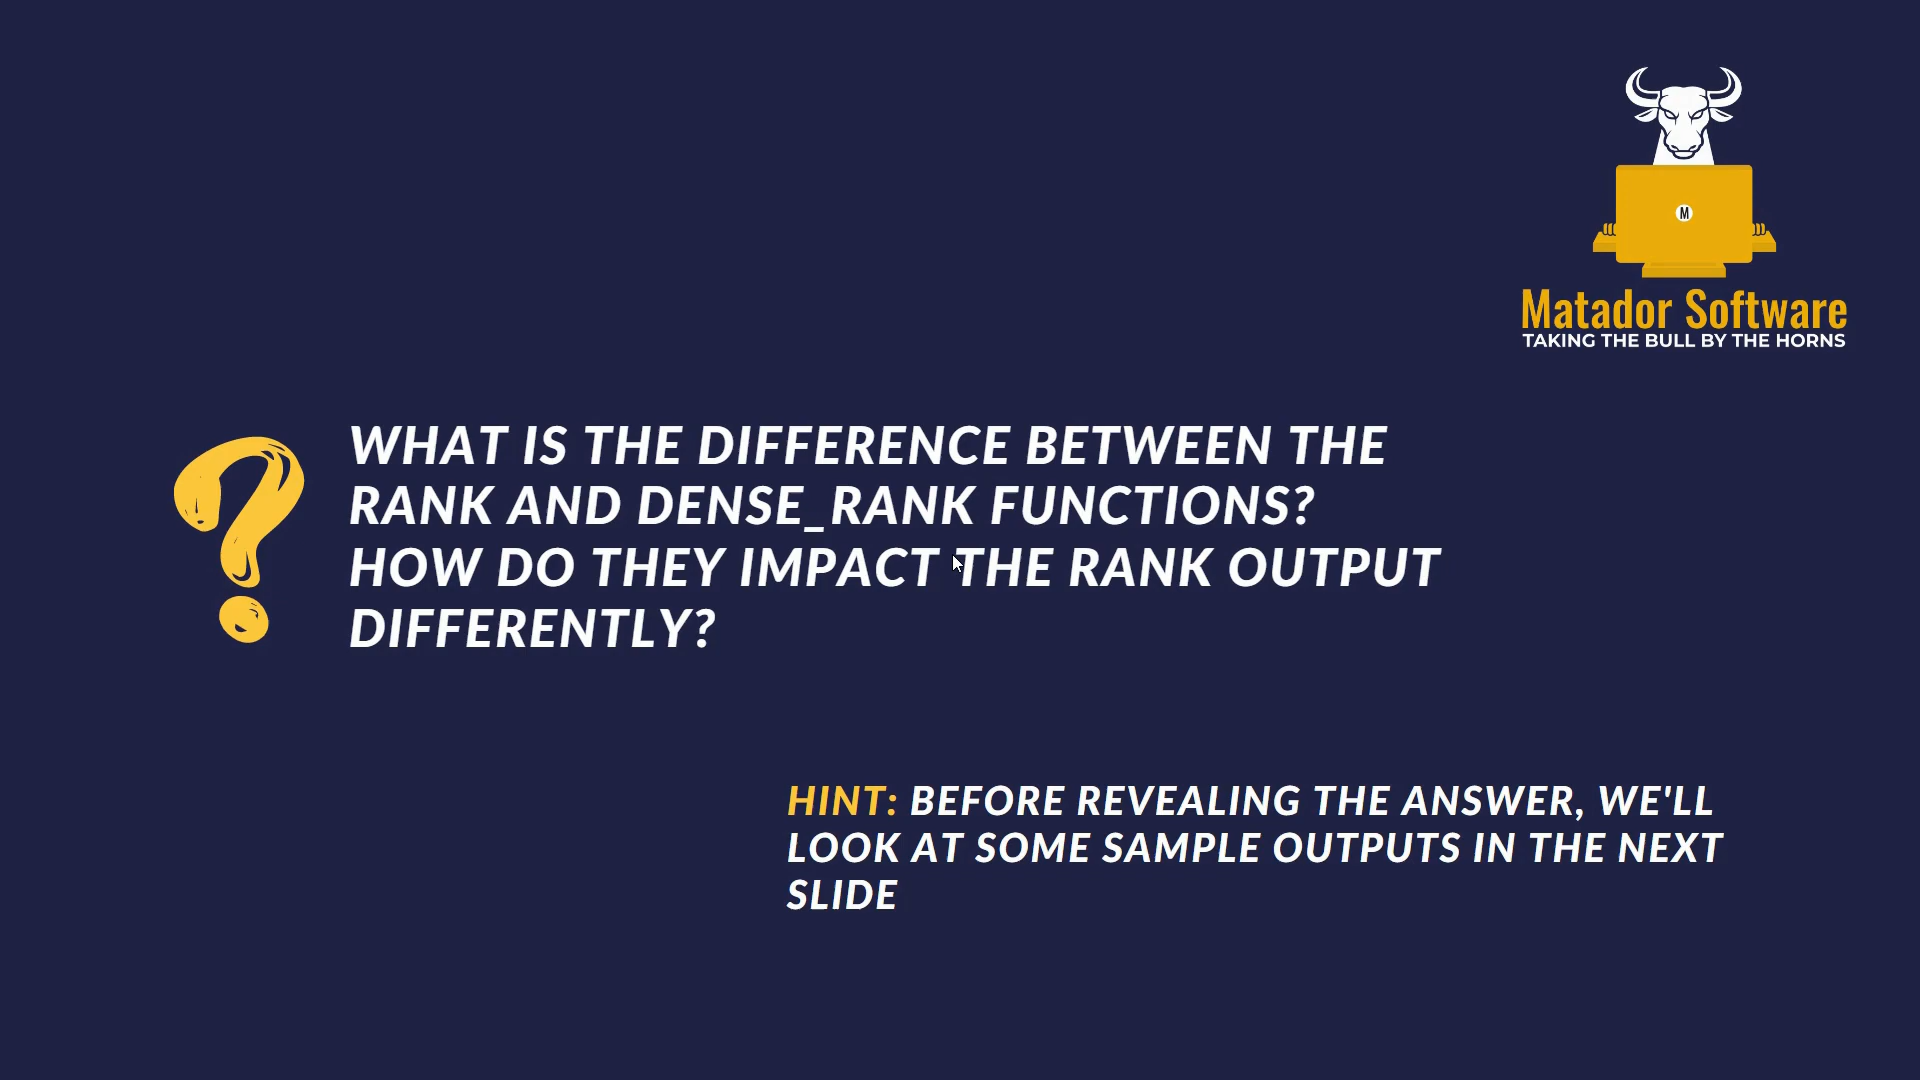 M
Matador Software
TAKING THE BULL BY THE HORNS
WHAT IS THE DIFFERENCE BETWEEN THE
RANK AND DENSE_RANK FUNCTIONS?
HOW DO THEY IMPACT THE RANK OUTPUT
DIFFERENTLY?
HINT: BEFORE REVEALING THE ANSWER, WE'LL
LOOK AT SOME SAMPLE OUTPUTS IN THE NEXT
SLIDE